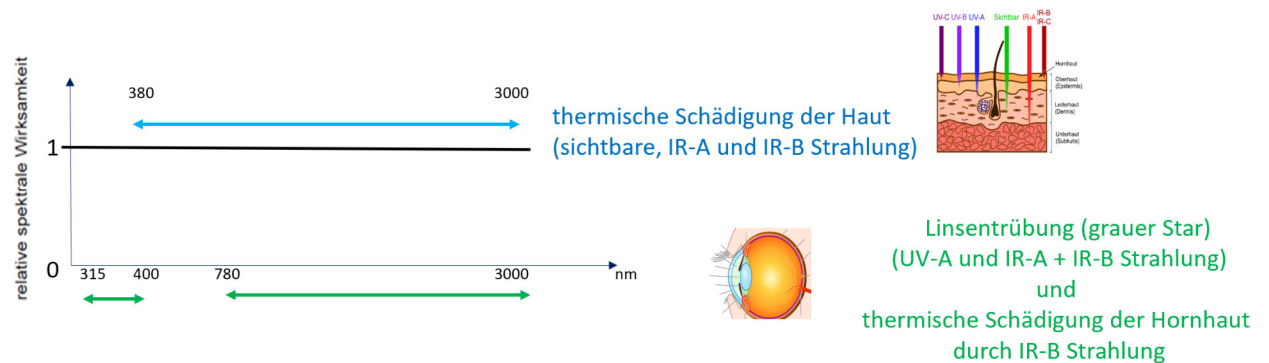 relative spektrale Wirksamkeit
1
0
380
3000
315
400
780
3000
nm
thermische Schädigung der Haut
(sichtbare, IR-A und IR-B Strahlung)
UV-C
UV-B
UV-A
Sichtbar
IR-A
IR-B
IR-C
Hornhaut
Oberhaut
(Epidermis)
Lederhaut
(Dermis)
Unterhaut
(Subkutis)
Linsentrübung (grauer Star)
(UV-A und IR-A + IR-B Strahlung)
und
thermische Schädigung der Hornhaut
durch IR-B Strahlung